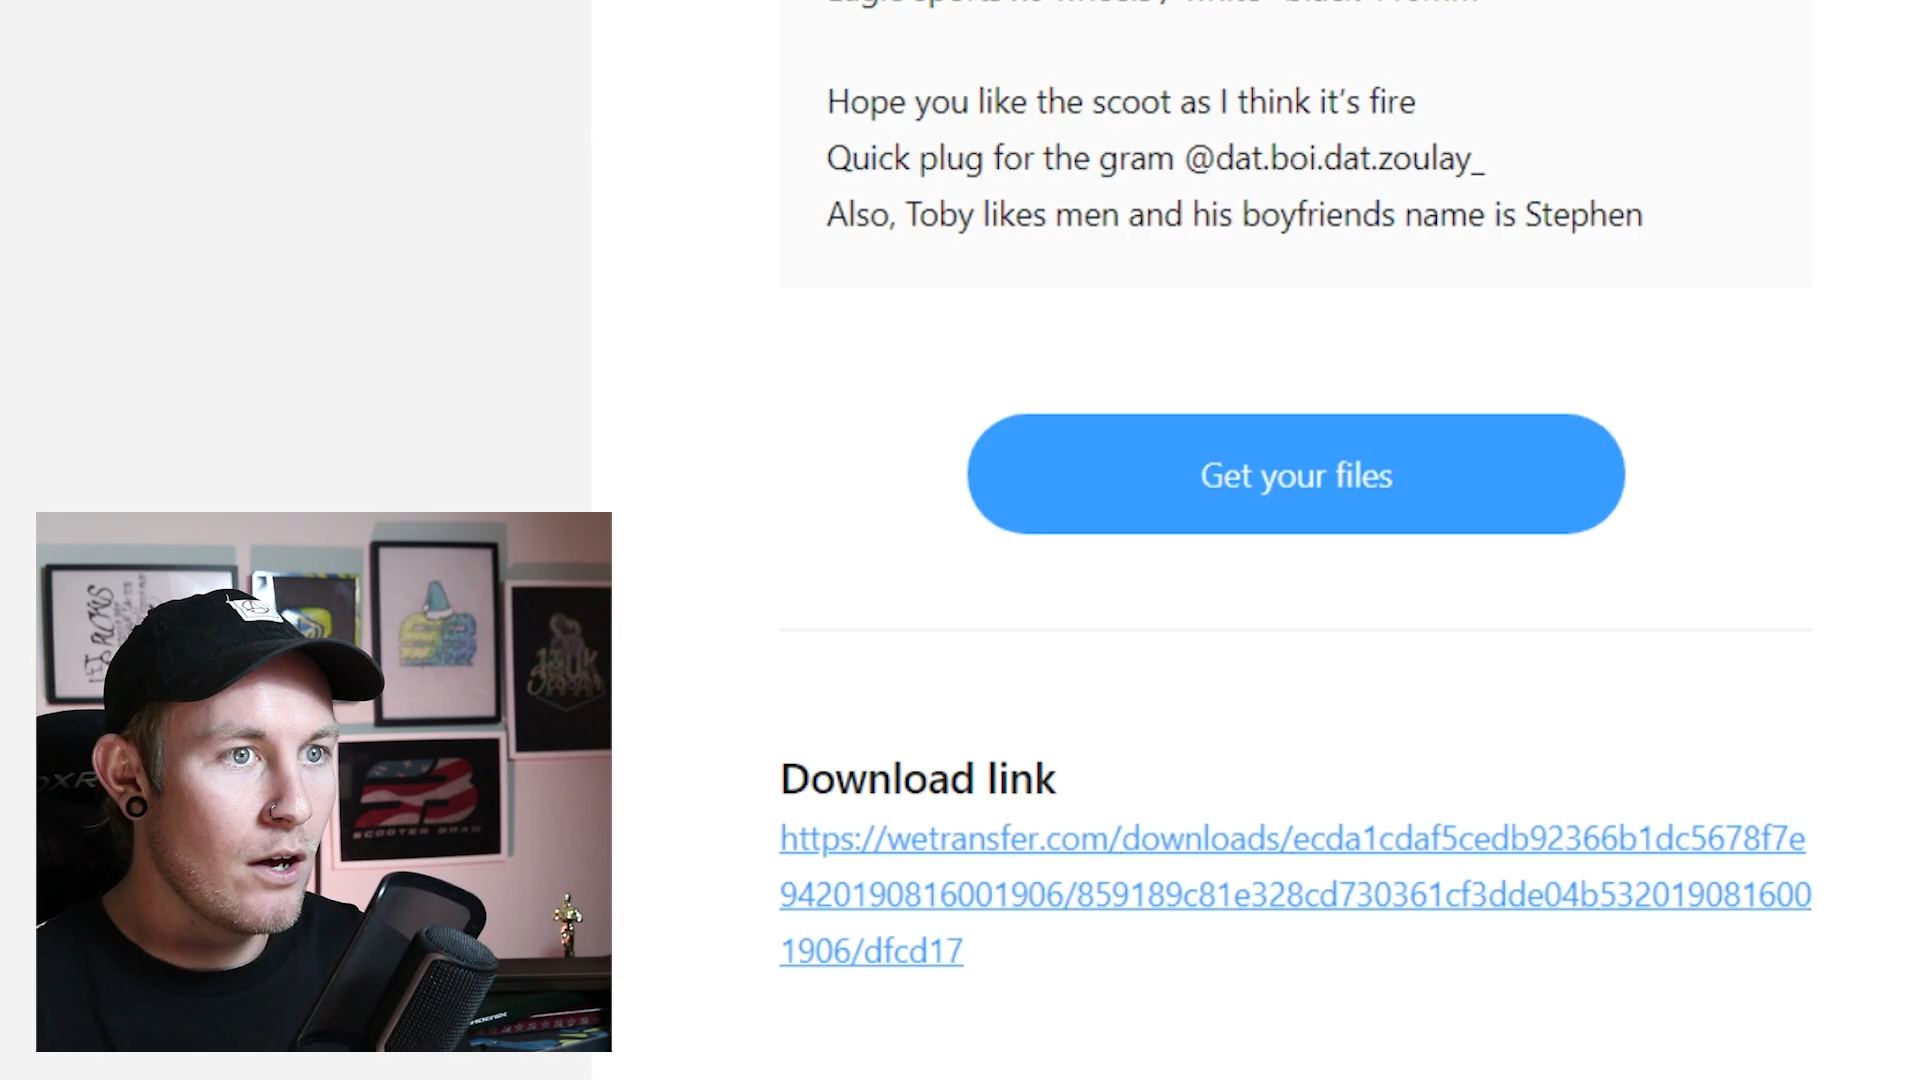 Hope you like the scoot as I think it's fire
Quick plug for the gram @dat.boi.dat.zoulay_
Also, Toby likes men and his boyfriends name is Stephen
Get your files
Download link
https://wetransfer.com/downloads/ecda1cdaf5cedb92366b1dc5678f7e
9420190816001906/859189c81e328cd730361cf3dde04b532019081600
1906/dfcd17
SCOOTER BRAD